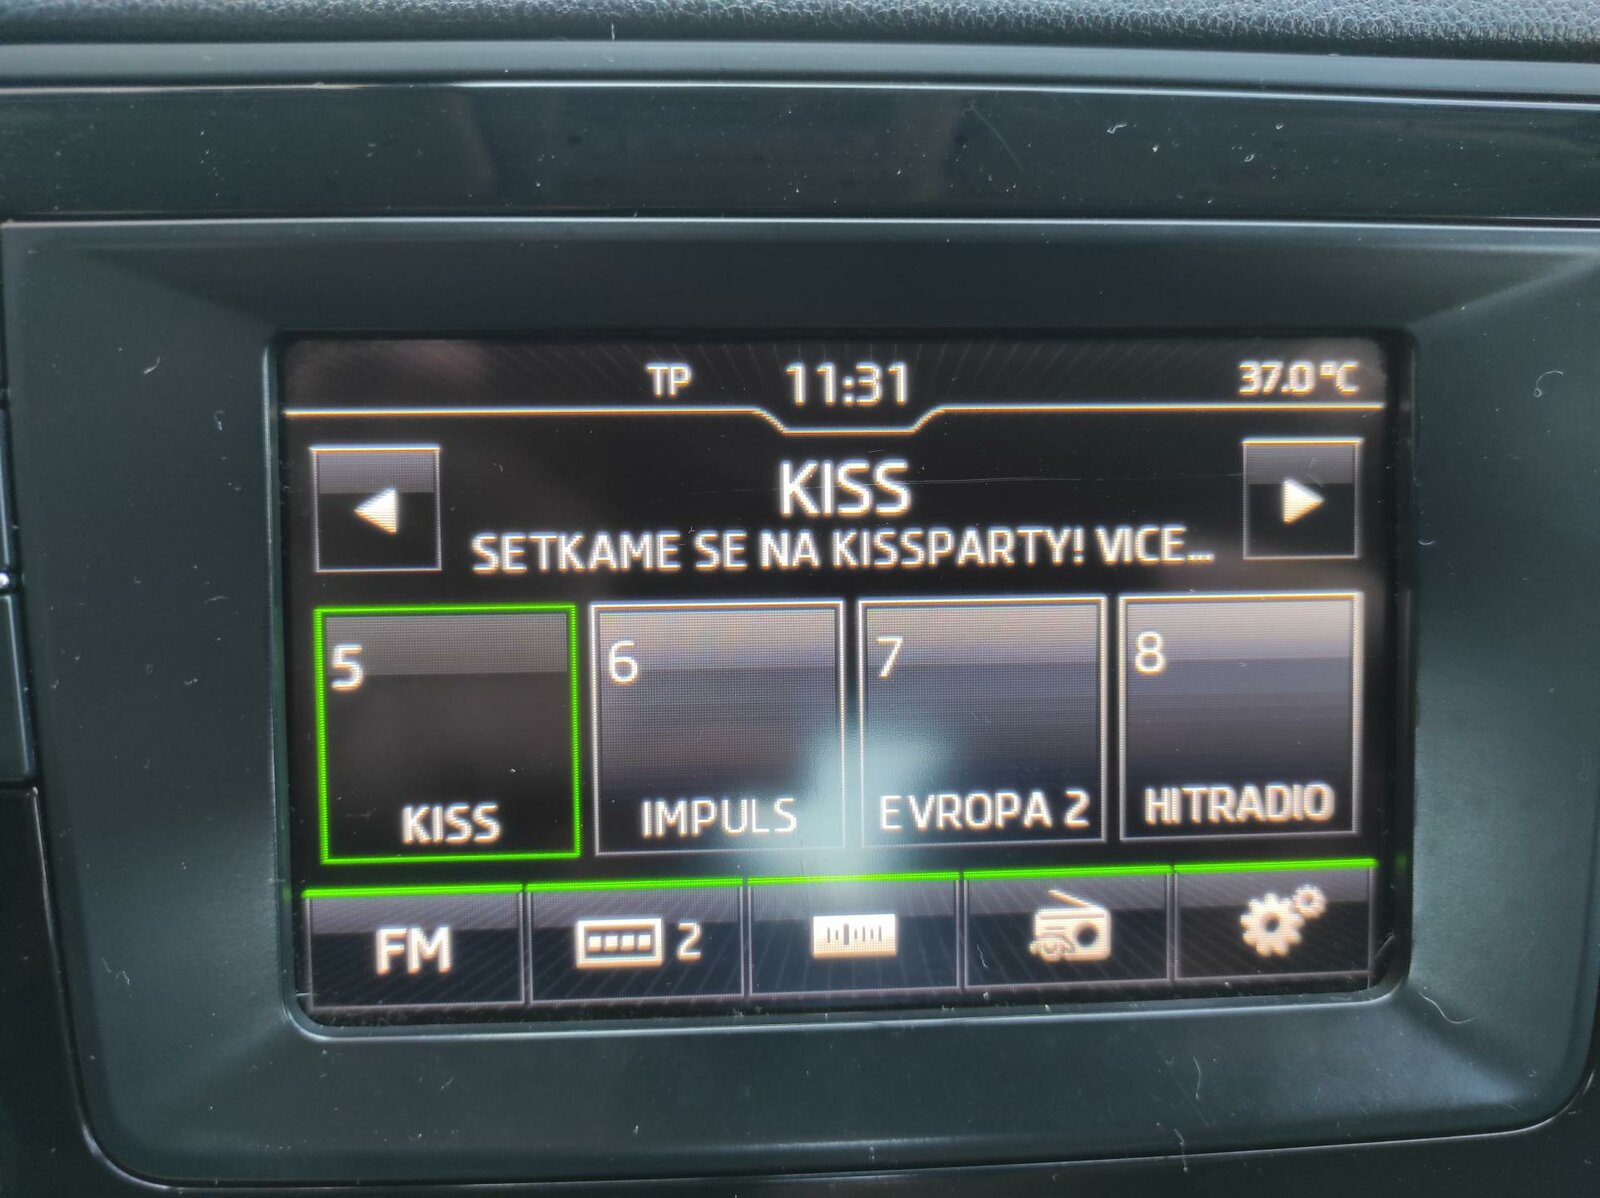 TP 11:31 37.0°C
KISS
SETKAME SE NA KISSPARTY! VICE...
5 6 7 8
KISS IMPULS EVROPA 2 HITRADIO
FM 2